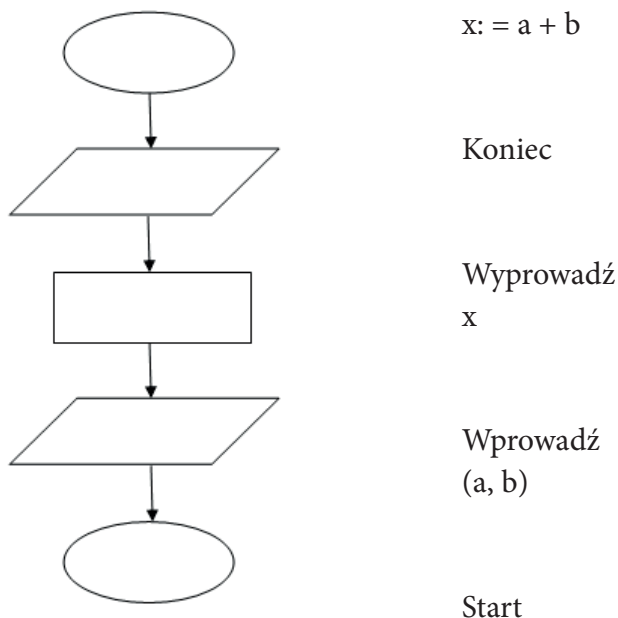 x: = a + b
Koniec
Wyprowadź
x
Wprowadź
(a, b)
Start